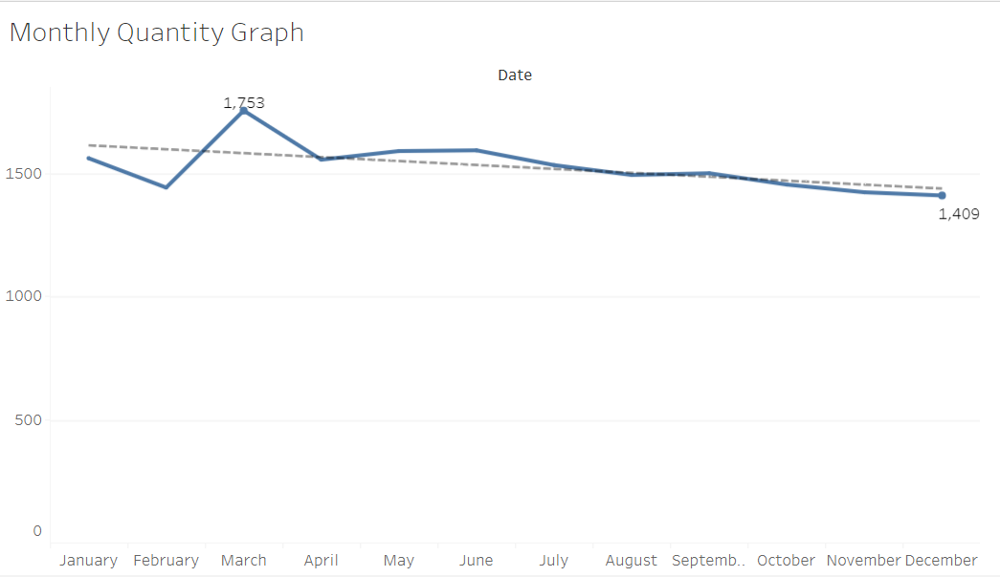 Monthly Quantity Graph
Date
1,753
1500
1,409
1000
500
0
January February March April May June July August Septemb.. October November December